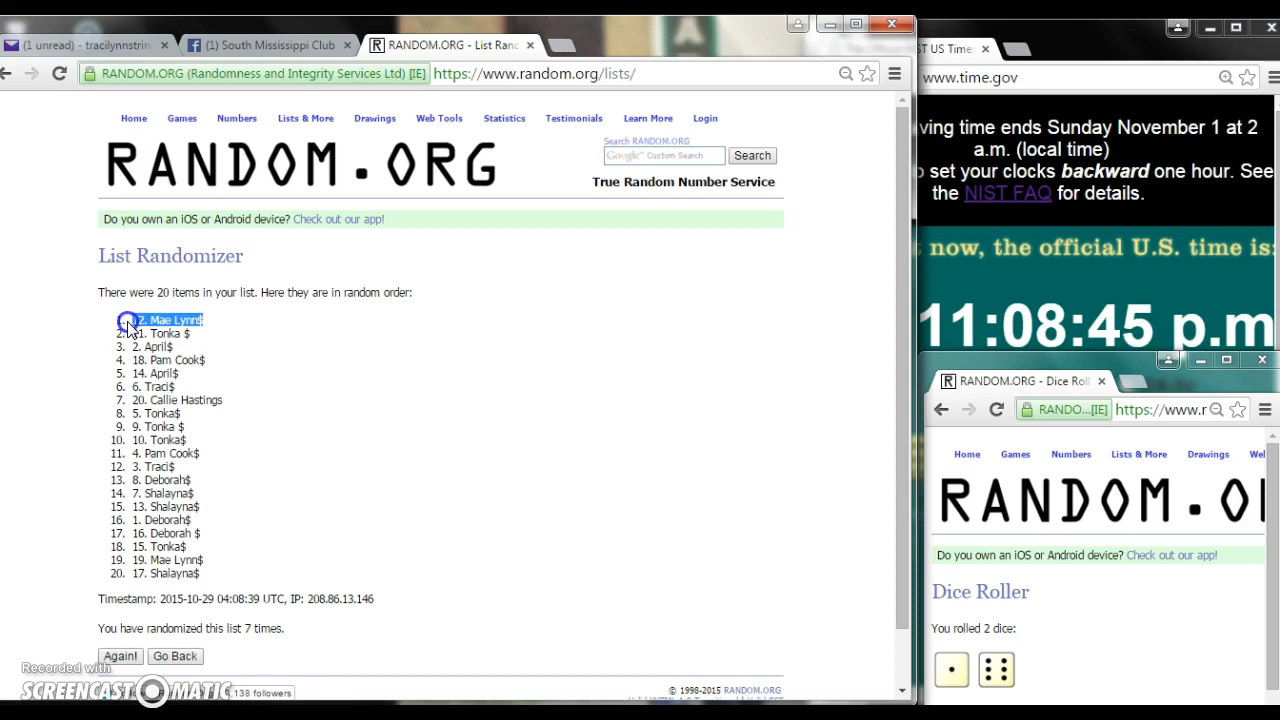 (1 unread) - tracilynnstrin
(1) South Mississippi Club
RANDOM.ORG - List Ran
RANDOM.ORG (Randomness and Integrity Services Ltd) [IE]
https://www.random.org/lists/
Home
Games
Numbers
Lists & More
Drawings
Web Tools
Statistics
Testimonials
Learn More
Login
RANDOM.ORG
Search RANDOM.ORG
Google™ Custom Search
Search
True Random Number Service
Do you own an iOS or Android device? Check out our app!
List Randomizer
There were 20 items in your list. Here they are in random order:
1. 2. Mae Lynn$
2. 1. Tonka $
3. 2. April$
4. 18. Pam Cook$
5. 14. April$
6. 6. Traci$
7. 20. Callie Hastings
8. 5. Tonka$
9. 9. Tonka $
10. 10. Tonka$
11. 4. Pam Cook$
12. 3. Traci$
13. 8. Deborah$
14. 7. Shalayna$
15. 13. Shalayna$
16. 1. Deborah$
17. 16. Deborah $
18. 15. Tonka$
19. 19. Mae Lynn$
20. 17. Shalayna$
Timestamp: 2015-10-29 04:08:39 UTC, IP: 208.86.13.146
You have randomized this list 7 times.
Again!
Go Back
Recorded with
SCREENCAST MATIC
,138 followers
© 1998-2015 RANDOM.ORG
ST US Time:
www.time.gov
ving time ends Sunday November 1 at 2
a.m. (local time)
o set your clocks backward one hour. See
the NIST FAQ for details.
t now, the official U.S. time is:
11:08:45 p.m
RANDOM.ORG - Dice Roll
RANDO...[IE]
https://www.r
Home
Games
Numbers
Lists & More
Drawings
We
RANDOM.O
Do you own an iOS or Android device? Check out our app!
Dice Roller
You rolled 2 dice: